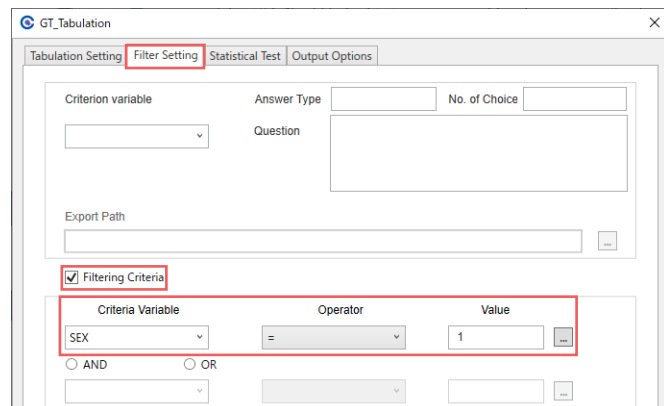 GT_Tabulation
Tabulation Setting Filter Setting Statistical Test Output Options
Criterion variable Answer Type No. of Choice
Question
Export Path
...
Filtering Criteria
Criteria Variable Operator Value
SEX = 1 ...
AND OR
...